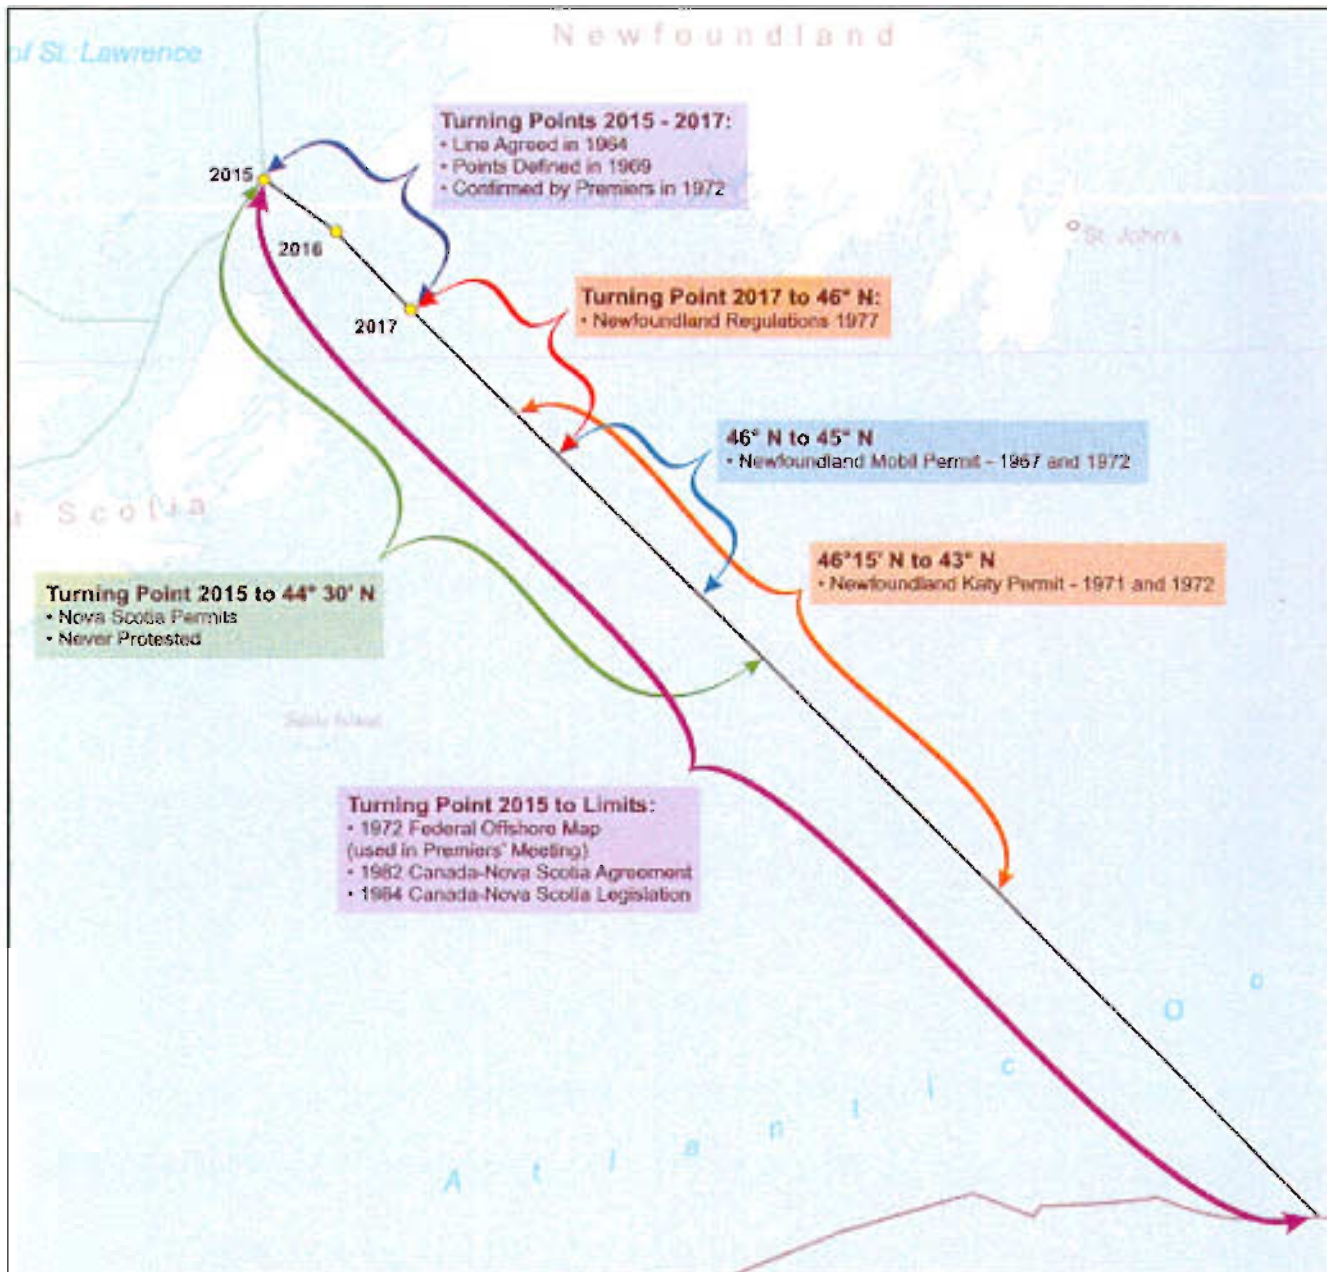 Newfoundland
of St. Lawrence
Turning Points 2015 - 2017:
• Line Agreed in 1964
• Points Defined in 1969
• Confirmed by Premiers in 1972
2015
2016
St. John's
Turning Point 2017 to 46° N:
• Newfoundland Regulations 1977
2017
46° N to 45° N
• Newfoundland Mobil Permit - 1967 and 1972
Scotia
46°15' N to 43° N
• Newfoundland Katy Permit - 1971 and 1972
Turning Point 2015 to 44° 30' N
• Nova Scotia Permits
• Never Protested
Sable Island
Turning Point 2015 to Limits:
• 1972 Federal Offshore Map
(used in Premiers' Meeting)
• 1982 Canada-Nova Scotia Agreement
• 1984 Canada-Nova Scotia Legislation
Atlantic Oc